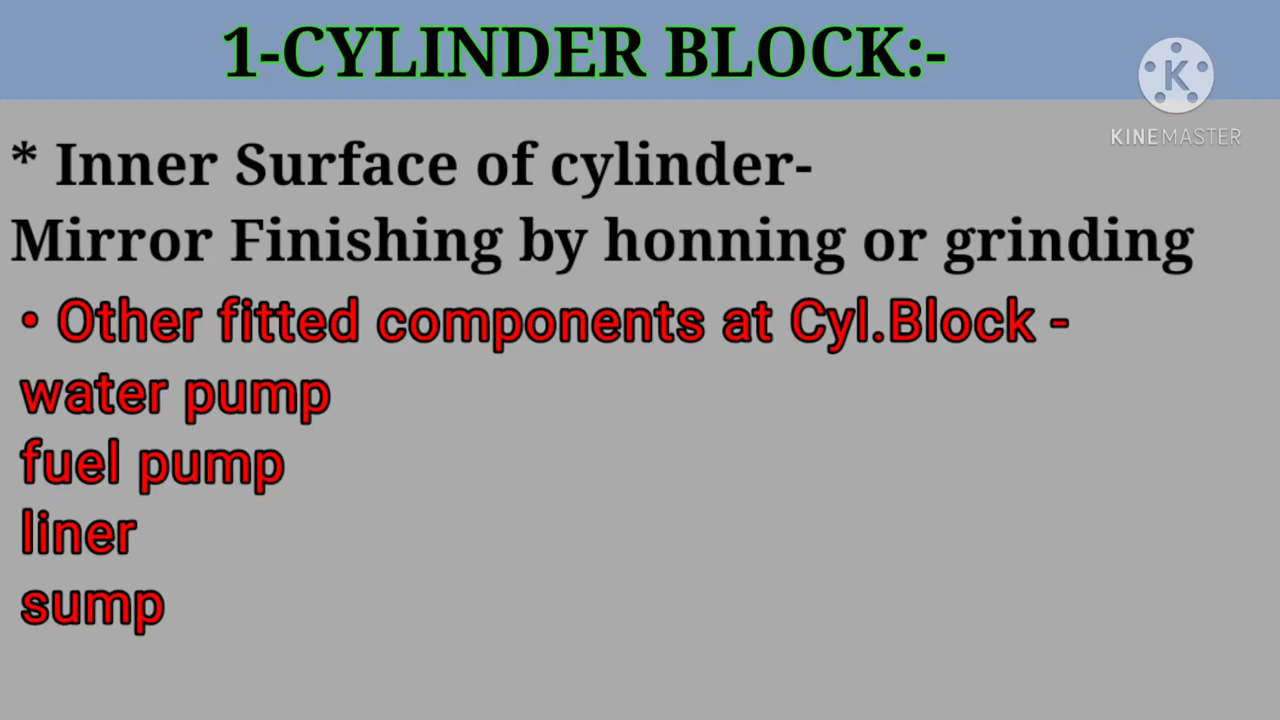 1-CYLINDER BLOCK:-
K
KINEMASTER
* Inner Surface of cylinder-
Mirror Finishing by honning or grinding
• Other fitted components at Cyl.Block -
water pump
fuel pump
liner
sump